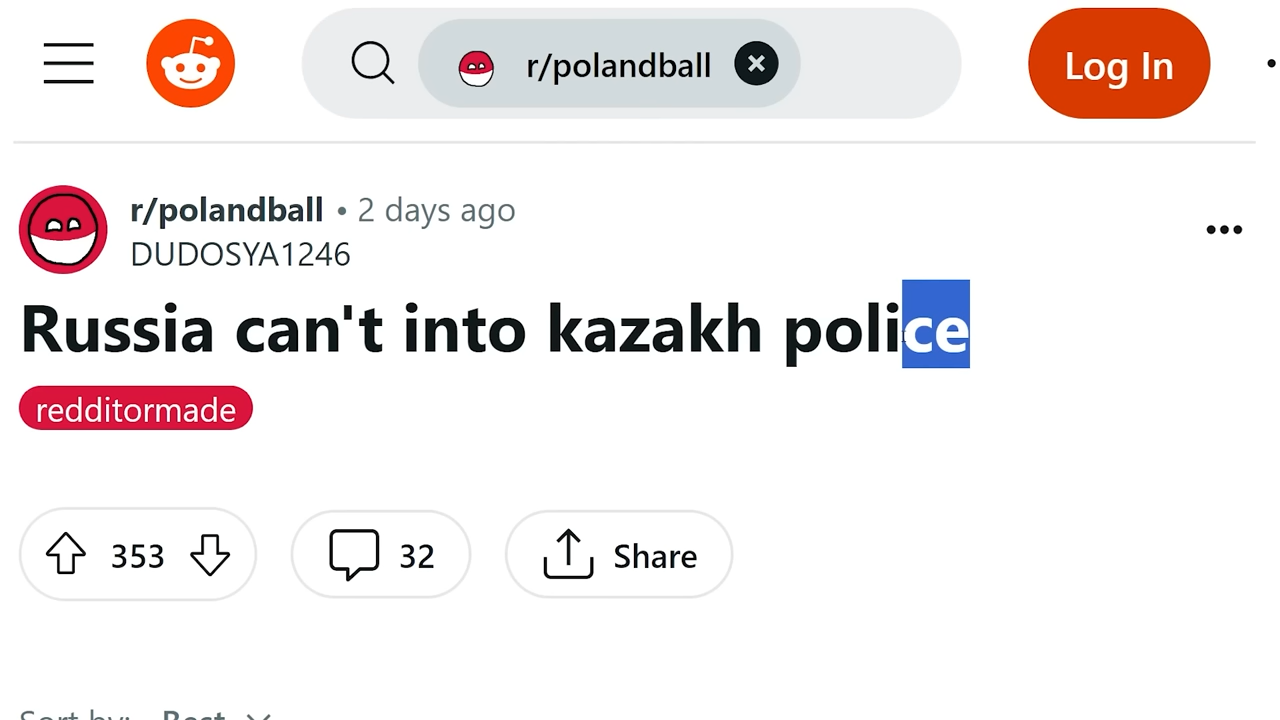 r/polandball
Log In
r/polandball • 2 days ago
DUDOSYA1246
Russia can't into kazakh police
redditormade
353
32
Share
Sort by: Best